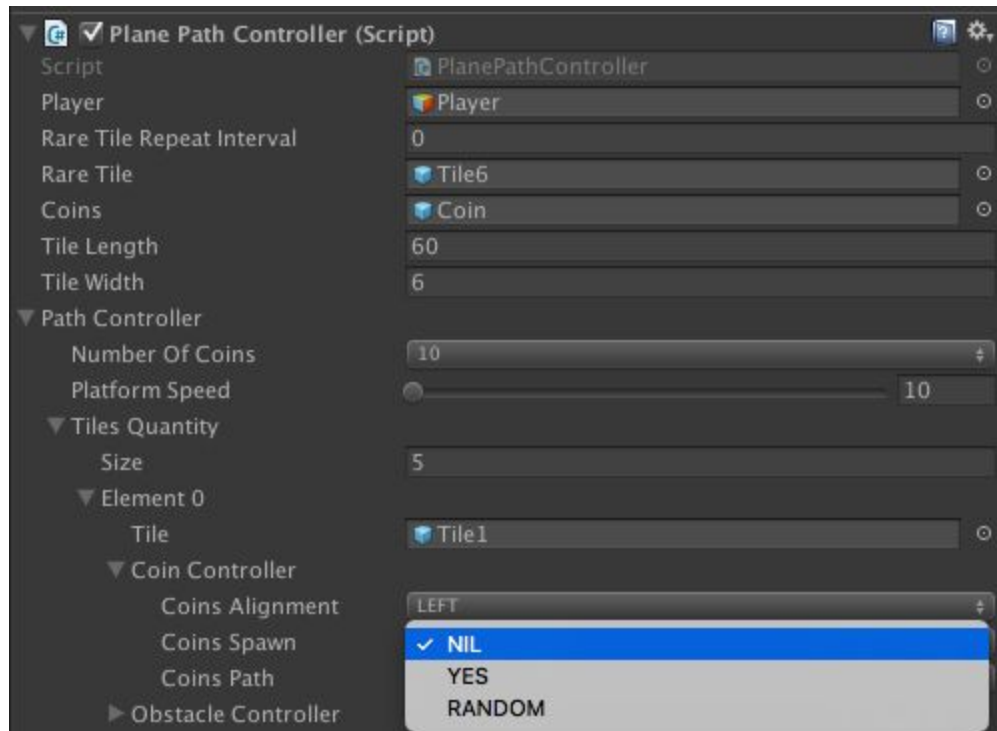 Plane Path Controller (Script)
Script PlanePathController
Player Player
Rare Tile Repeat Interval 0
Rare Tile Tile6
Coins Coin
Tile Length 60
Tile Width 6
Path Controller
Number Of Coins 10
Platform Speed 10
Tiles Quantity
Size 5
Element 0
Tile Tile1
Coin Controller
Coins Alignment LEFT
Coins Spawn ✓ NIL
Coins Path YES
Obstacle Controller RANDOM